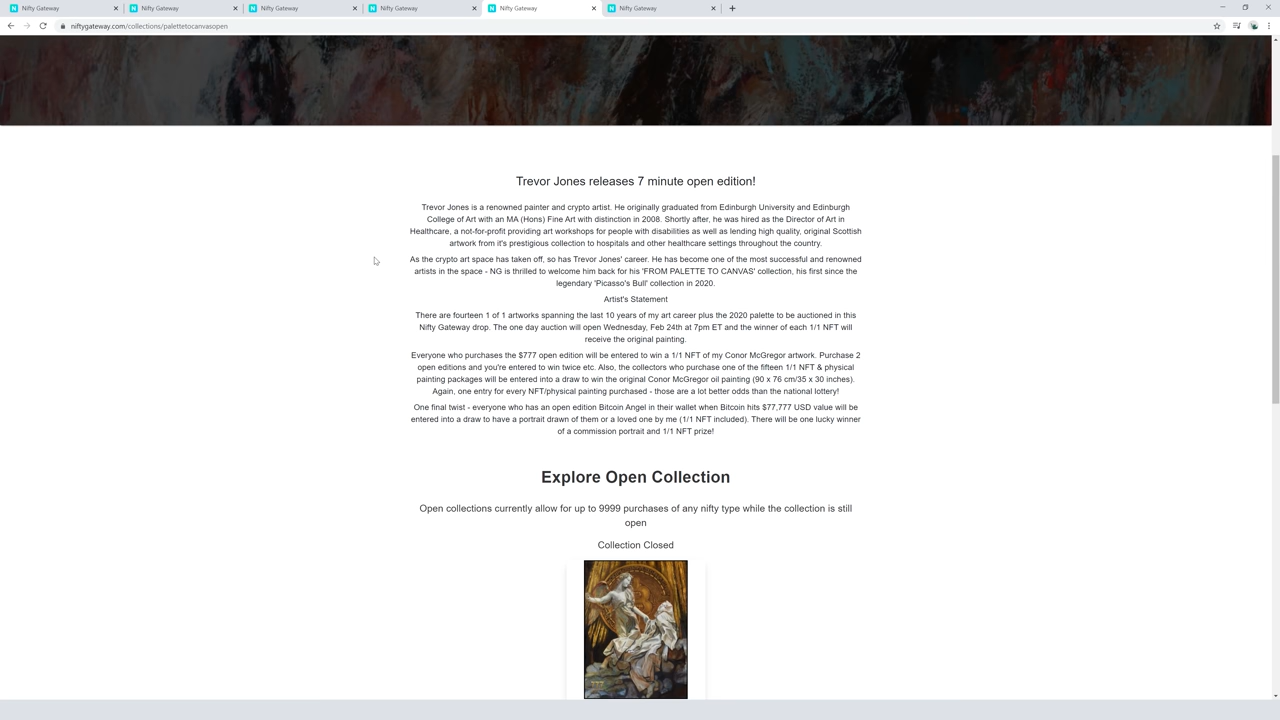 Nifty Gateway
Nifty Gateway
Nifty Gateway
Nifty Gateway
Nifty Gateway
Nifty Gateway
niftygateway.com/collections/palettetocanvasopen
Trevor Jones releases 7 minute open edition!
Trevor Jones is a renowned painter and crypto artist. He originally graduated from Edinburgh University and Edinburgh
College of Art with an MA (Hons) Fine Art with distinction in 2008. Shortly after, he was hired as the Director of Art in
Healthcare, a not-for-profit providing art workshops for people with disabilities as well as lending high quality, original Scottish
artwork from it's prestigious collection to hospitals and other healthcare settings throughout the country.
As the crypto art space has taken off, so has Trevor Jones' career. He has become one of the most successful and renowned
artists in the space - NG is thrilled to welcome him back for his 'FROM PALETTE TO CANVAS' collection, his first since the
legendary 'Picasso's Bull' collection in 2020.
Artist's Statement
There are fourteen 1 of 1 artworks spanning the last 10 years of my art career plus the 2020 palette to be auctioned in this
Nifty Gateway drop. The one day auction will open Wednesday, Feb 24th at 7pm ET and the winner of each 1/1 NFT will
receive the original painting.
Everyone who purchases the $777 open edition will be entered to win a 1/1 NFT of my Conor McGregor artwork. Purchase 2
open editions and you're entered to win twice etc. Also, the collectors who purchase one of the fifteen 1/1 NFT & physical
painting packages will be entered into a draw to win the original Conor McGregor oil painting (90 x 76 cm/35 x 30 inches).
Again, one entry for every NFT/physical painting purchased - those are a lot better odds than the national lottery!
One final twist - everyone who has an open edition Bitcoin Angel in their wallet when Bitcoin hits $77,777 USD value will be
entered into a draw to have a portrait drawn of them or a loved one by me (1/1 NFT included). There will be one lucky winner
of a commission portrait and 1/1 NFT prize!
Explore Open Collection
Open collections currently allow for up to 9999 purchases of any nifty type while the collection is still
open
Collection Closed